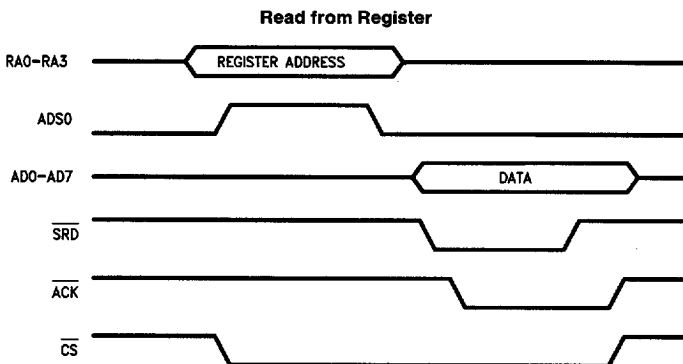 Read from Register
RA0-RA3
REGISTER ADDRESS
ADS0
AD0-AD7
DATA
SRD
ACK
CS